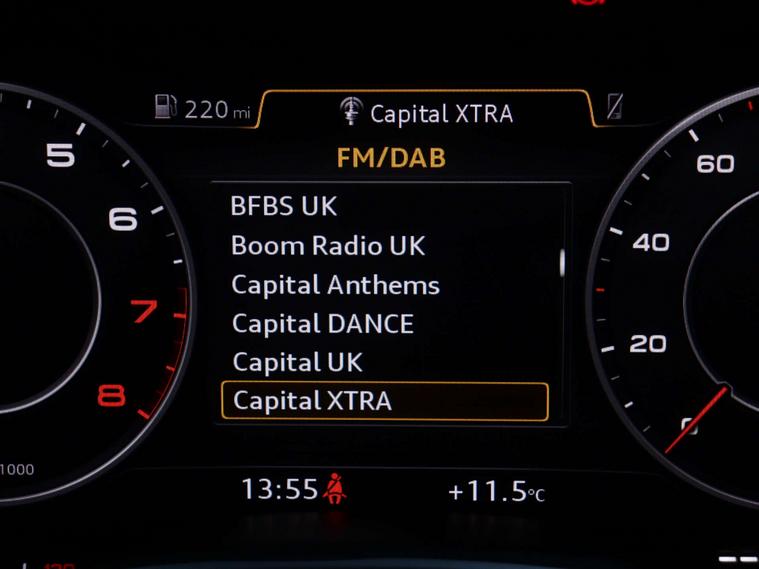 220 mi
Capital XTRA
FM/DAB
BFBS UK
Boom Radio UK
Capital Anthems
Capital DANCE
Capital UK
Capital XTRA
5
6
7
8
1000
60
40
20
0
13:55
+11.5°C